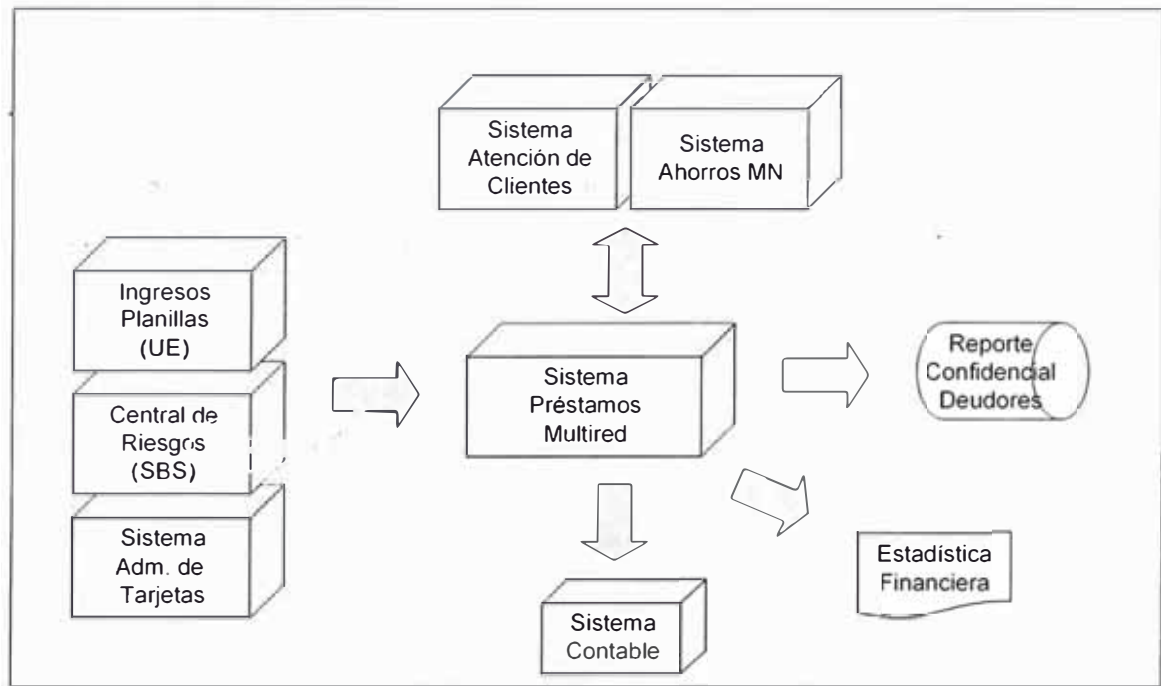 Sistema
Atención de
Clientes
Sistema
Ahorros MN
Ingresos
Planillas
(UE)
Central de
Riesgos
(SBS)
Sistema
Adm. de
Tarjetas
Sistema
Préstamos
Multired
Reporte
Confidencial
Deudores
Estadística
Financiera
Sistema
Contable